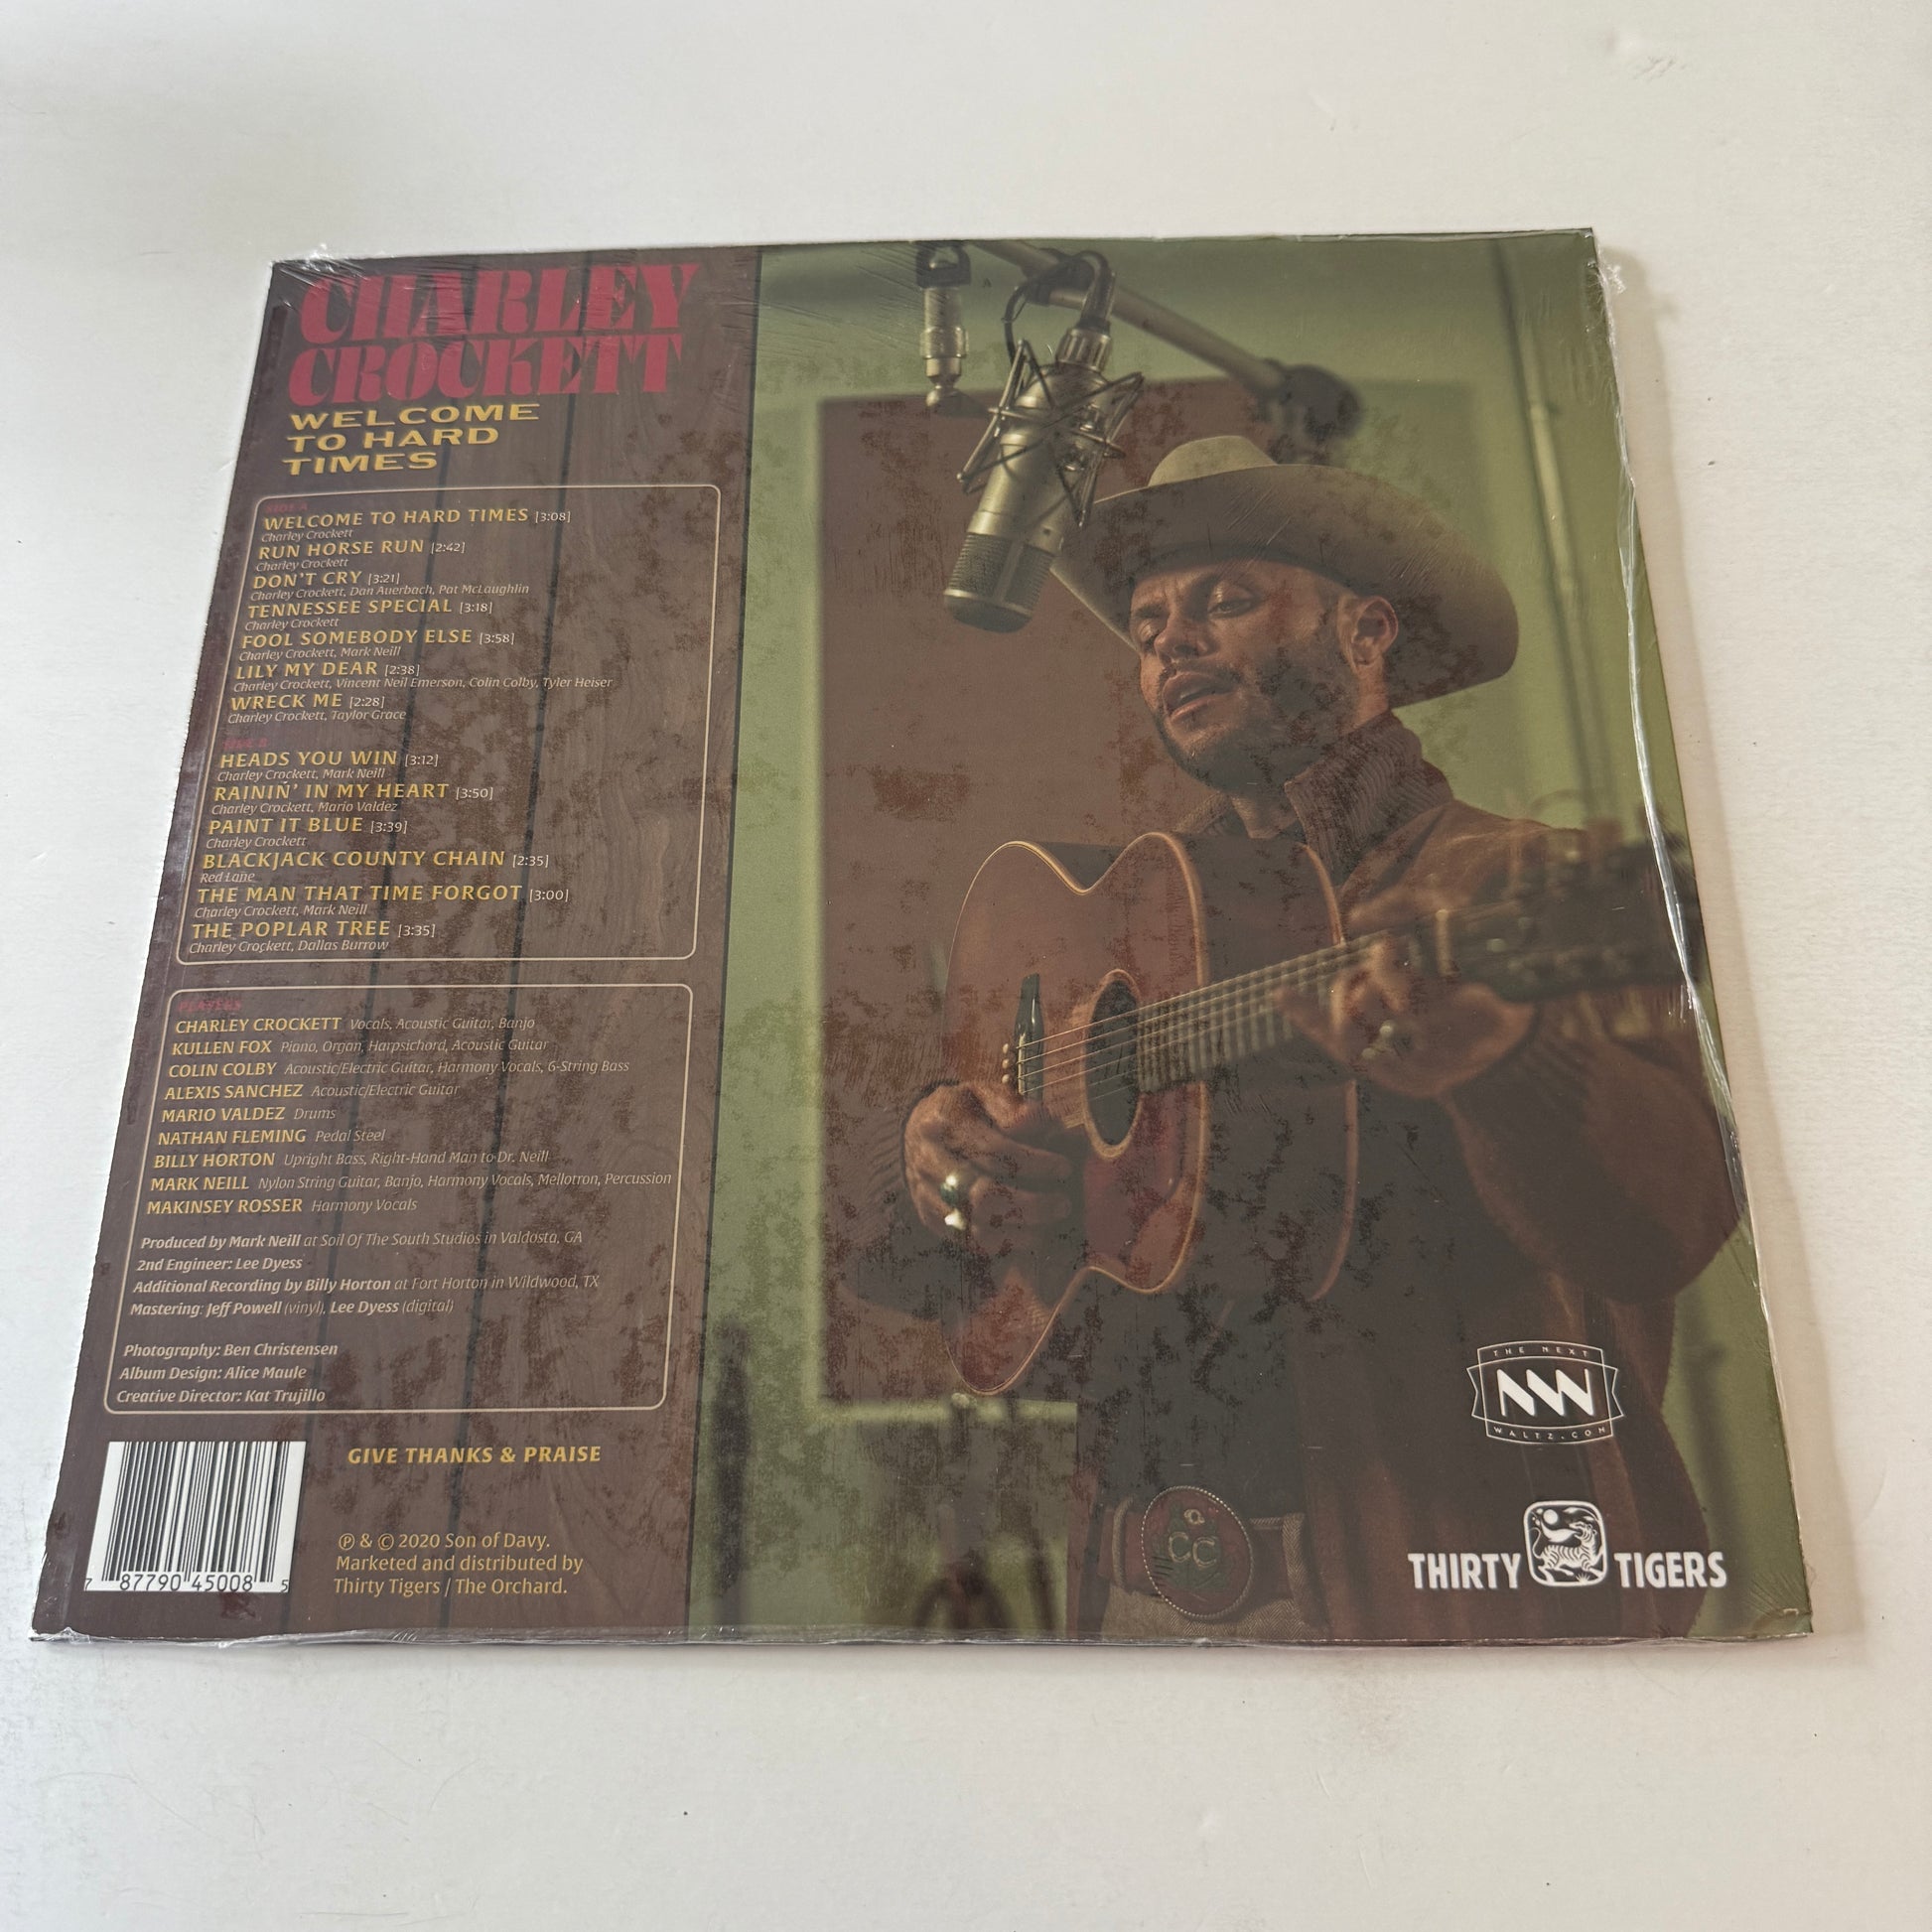 CHARLEY
CROCKETT
WELCOME
TO HARD
TIMES
SIDE A
WELCOME TO HARD TIMES [3:08]
Charley Crockett
RUN HORSE RUN [2:42]
Charley Crockett
DON'T CRY [3:21]
Charley Crockett, Dan Auerbach, Pat McLaughlin
TENNESSEE SPECIAL [3:18]
Charley Crockett
FOOL SOMEBODY ELSE [3:58]
Charley Crockett, Mark Neill
LILY MY DEAR [2:38]
Charley Crockett, Vincent Neil Emerson, Colin Colby, Tyler Heiser
WRECK ME [2:28]
Charley Crockett, Taylor Grace
SIDE B
HEADS YOU WIN [3:12]
Charley Crockett, Mark Neill
RAININ' IN MY HEART [3:50]
Charley Crockett, Mario Valdez
PAINT IT BLUE [3:39]
Charley Crockett
BLACKJACK COUNTY CHAIN [2:35]
Red Lane
THE MAN THAT TIME FORGOT [3:00]
Charley Crockett, Mark Neill
THE POPLAR TREE [3:35]
Charley Crockett, Dallas Burrow
PLAYERS
CHARLEY CROCKETT Vocals, Acoustic Guitar, Banjo
KULLEN FOX Piano, Organ, Harpsichord, Acoustic Guitar
COLIN COLBY Acoustic/Electric Guitar, Harmony Vocals, 6-String Bass
ALEXIS SANCHEZ Acoustic/Electric Guitar
MARIO VALDEZ Drums
NATHAN FLEMING Pedal Steel
BILLY HORTON Upright Bass, Right-Hand Man to Dr. Neill
MARK NEILL Nylon String Guitar, Banjo, Harmony Vocals, Mellotron, Percussion
MAKINSEY ROSSER Harmony Vocals
Produced by Mark Neill at Soil Of The South Studios in Valdosta, GA
2nd Engineer: Lee Dyess
Additional Recording by Billy Horton at Fort Horton in Wildwood, TX
Mastering: Jeff Powell (vinyl), Lee Dyess (digital)
Photography: Ben Christensen
Album Design: Alice Maule
Creative Director: Kat Trujillo
GIVE THANKS & PRAISE
7 87790 45008 5
℗ & © 2020 Son of Davy.
Marketed and distributed by
Thirty Tigers / The Orchard.
CC
THE NEXT
NW
WALTZ.COM
THIRTY TIGERS